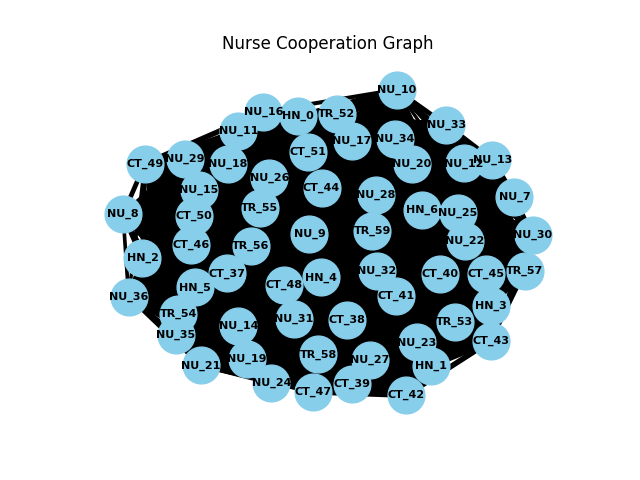 Nurse Cooperation Graph
NU_10
NU_16
HN_0
TR_52
NU_33
NU_11
NU_17
NU_34
CT_51
CT_49
NU_29
NU_18
NU_20
NU_12
NU_13
NU_26
NU_15
CT_44
NU_28
NU_7
TR_55
HN_6
NU_25
NU_8
CT_50
NU_9
TR_59
NU_30
CT_46
TR_56
NU_22
HN_2
CT_37
HN_4
NU_32
CT_40
CT_45
TR_57
HN_5
CT_48
CT_41
NU_36
HN_3
TR_54
NU_31
CT_38
TR_53
NU_35
NU_14
NU_23
CT_43
NU_21
NU_19
TR_58
NU_27
HN_1
NU_24
CT_47
CT_39
CT_42